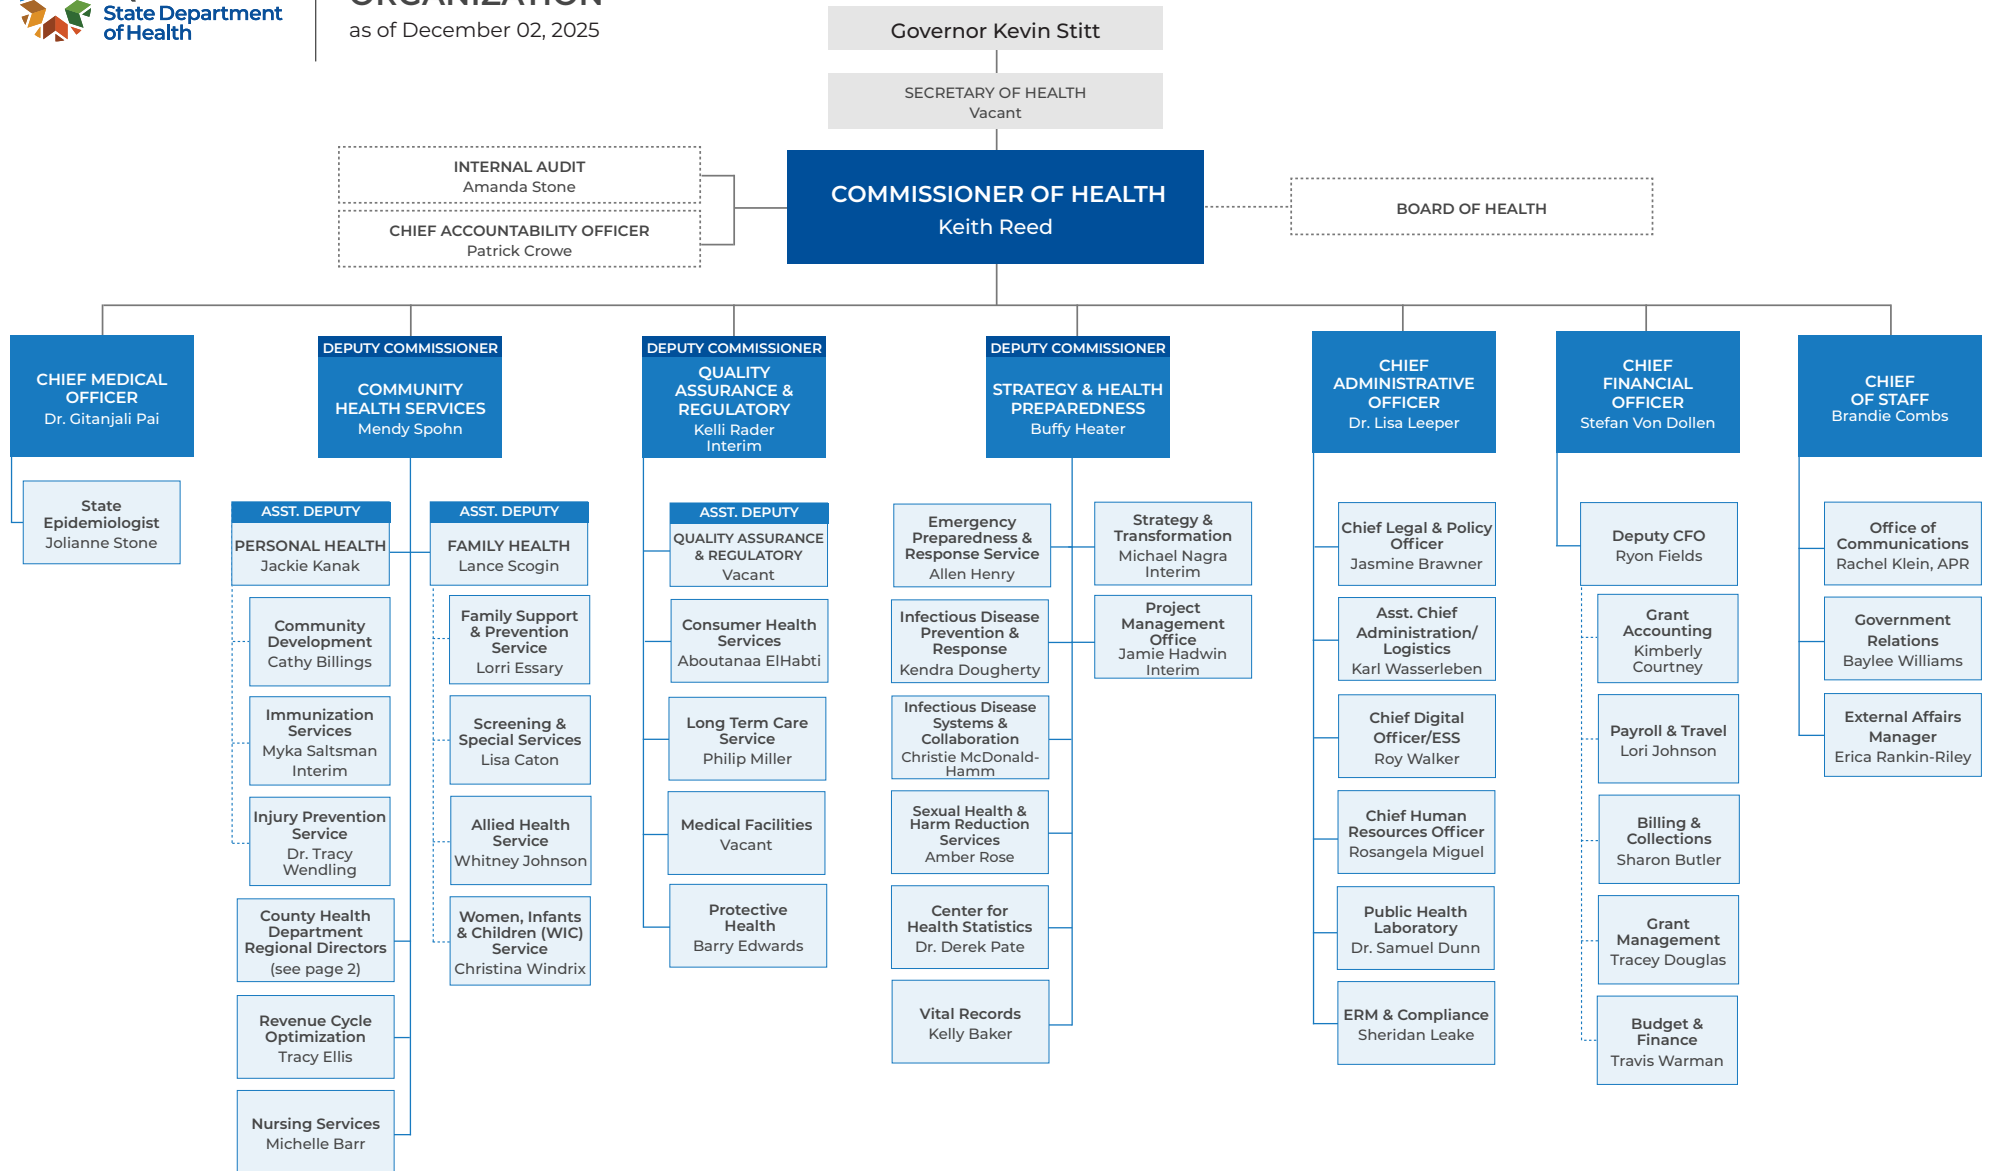 State Department
of Health
ORGANIZATION
as of December 02, 2025
Governor Kevin Stitt
SECRETARY OF HEALTH
Vacant
INTERNAL AUDIT
Amanda Stone
CHIEF ACCOUNTABILITY OFFICER
Patrick Crowe
COMMISSIONER OF HEALTH
Keith Reed
BOARD OF HEALTH
CHIEF MEDICAL
OFFICER
Dr. Gitanjali Pai
State
Epidemiologist
Jolianne Stone
DEPUTY COMMISSIONER
COMMUNITY
HEALTH SERVICES
Mendy Spohn
ASST. DEPUTY
PERSONAL HEALTH
Jackie Kanak
Community
Development
Cathy Billings
Immunization
Services
Myka Saltsman
Interim
Injury Prevention
Service
Dr. Tracy
Wendling
County Health
Department
Regional Directors
(see page 2)
Revenue Cycle
Optimization
Tracy Ellis
Nursing Services
Michelle Barr
ASST. DEPUTY
FAMILY HEALTH
Lance Scogin
Family Support
& Prevention
Service
Lorri Essary
Screening &
Special Services
Lisa Caton
Allied Health
Service
Whitney Johnson
Women, Infants
& Children (WIC)
Service
Christina Windrix
DEPUTY COMMISSIONER
QUALITY
ASSURANCE &
REGULATORY
Kelli Rader
Interim
ASST. DEPUTY
QUALITY ASSURANCE
& REGULATORY
Vacant
Consumer Health
Services
Aboutanaa ElHabti
Long Term Care
Service
Philip Miller
Medical Facilities
Vacant
Protective
Health
Barry Edwards
DEPUTY COMMISSIONER
STRATEGY & HEALTH
PREPAREDNESS
Buffy Heater
Emergency
Preparedness &
Response Service
Allen Henry
Infectious Disease
Prevention &
Response
Kendra Dougherty
Infectious Disease
Systems &
Collaboration
Christie McDonald-
Hamm
Sexual Health &
Harm Reduction
Services
Amber Rose
Center for
Health Statistics
Dr. Derek Pate
Vital Records
Kelly Baker
Strategy &
Transformation
Michael Nagra
Interim
Project
Management
Office
Jamie Hadwin
Interim
CHIEF
ADMINISTRATIVE
OFFICER
Dr. Lisa Leeper
Chief Legal & Policy
Officer
Jasmine Brawner
Asst. Chief
Administration/
Logistics
Karl Wasserleben
Chief Digital
Officer/ESS
Roy Walker
Chief Human
Resources Officer
Rosangela Miguel
Public Health
Laboratory
Dr. Samuel Dunn
ERM & Compliance
Sheridan Leake
CHIEF
FINANCIAL
OFFICER
Stefan Von Dollen
Deputy CFO
Ryon Fields
Grant
Accounting
Kimberly
Courtney
Payroll & Travel
Lori Johnson
Billing &
Collections
Sharon Butler
Grant
Management
Tracey Douglas
Budget &
Finance
Travis Warman
CHIEF
OF STAFF
Brandie Combs
Office of
Communications
Rachel Klein, APR
Government
Relations
Baylee Williams
External Affairs
Manager
Erica Rankin-Riley